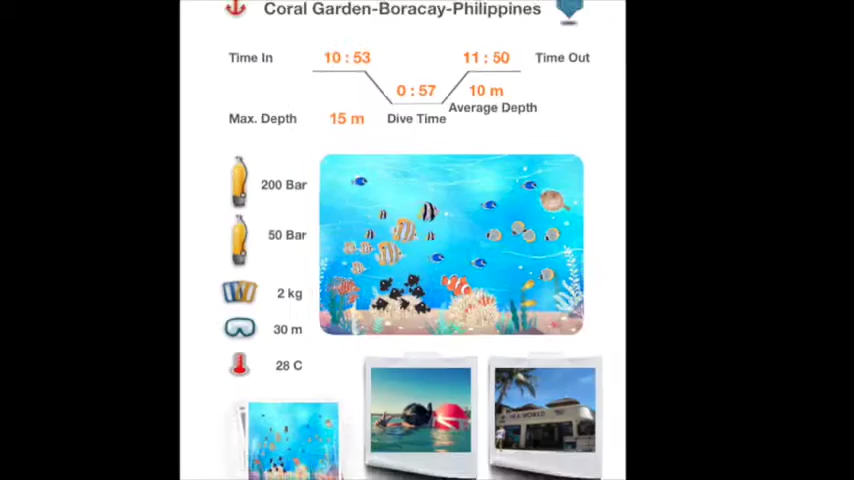 Coral Garden-Boracay-Philippines
Time In
10 : 53
11 : 50
Time Out
0 : 57
10 m
Average Depth
Max. Depth
15 m
Dive Time
200 Bar
50 Bar
2 kg
30 m
28 C